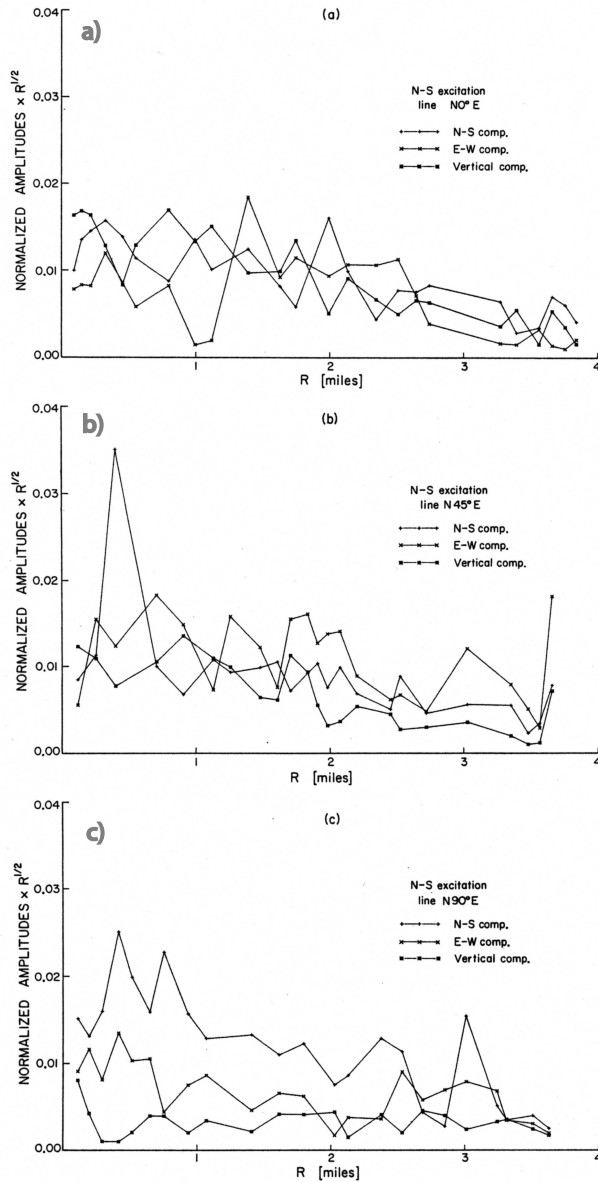 a)
(a)
0.04
0.03
0.02
0.01
0.00
NORMALIZED AMPLITUDES × R^1/2
N-S excitation
line N0° E
N-S comp.
E-W comp.
Vertical comp.
1
2
3
4
R [miles]
b)
(b)
0.04
0.03
0.02
0.01
0.00
NORMALIZED AMPLITUDES × R^1/2
N-S excitation
line N45°E
N-S comp.
E-W comp.
Vertical comp.
1
2
3
4
R [miles]
c)
(c)
0.04
0.03
0.02
0.01
0.00
NORMALIZED AMPLITUDES × R^1/2
N-S excitation
line N90°E
N-S comp.
E-W comp.
Vertical comp.
1
2
3
4
R [miles]